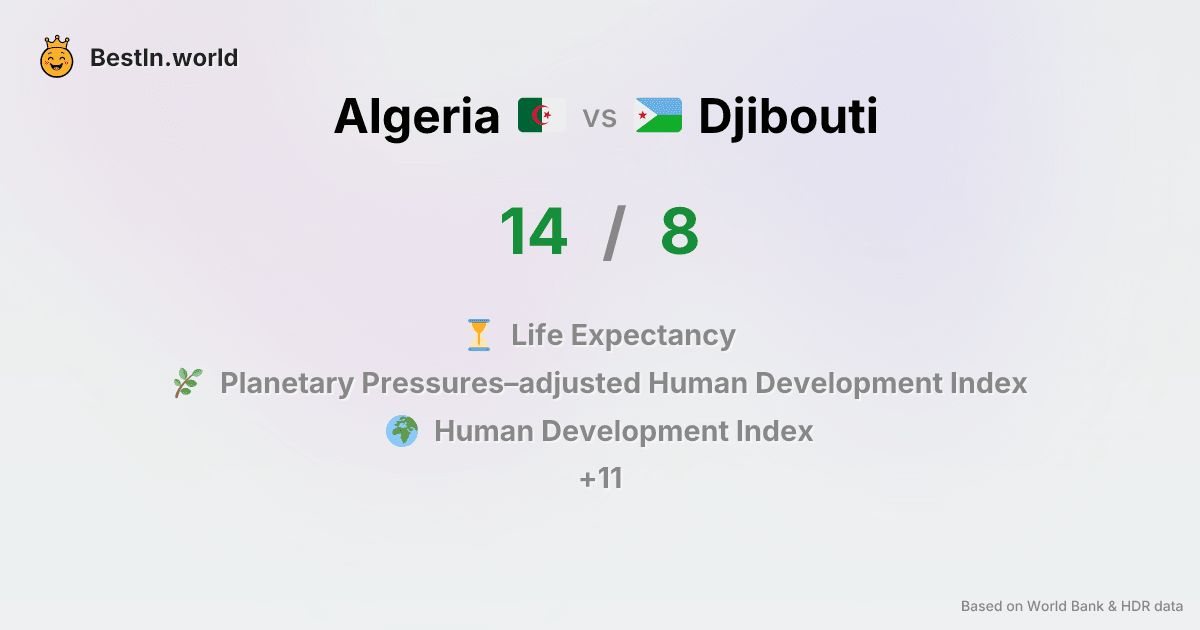 BestIn.world
Algeria vs Djibouti
14 / 8
Life Expectancy
Planetary Pressures–adjusted Human Development Index
Human Development Index
+11
Based on World Bank & HDR data